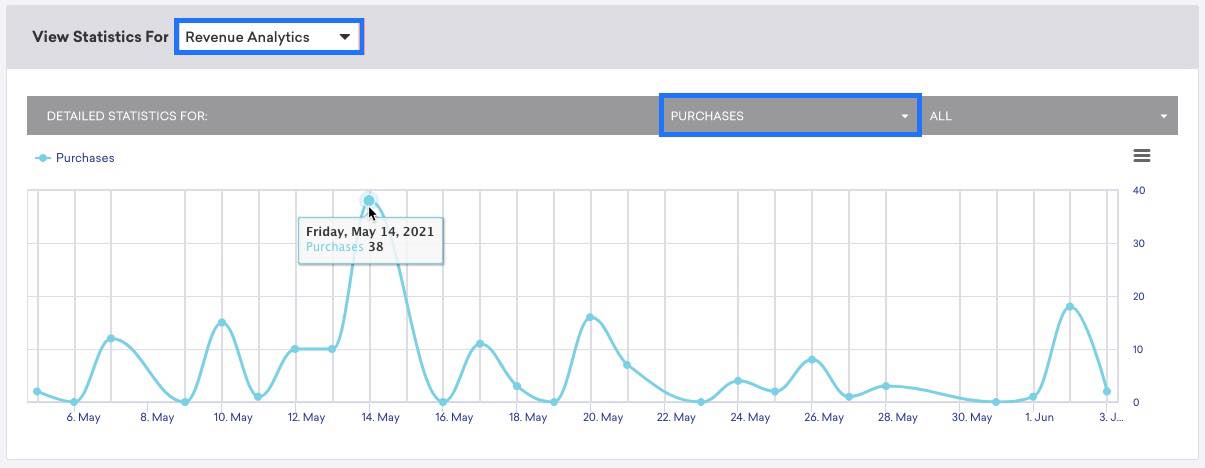 View Statistics For Revenue Analytics
DETAILED STATISTICS FOR: PURCHASES ALL
Purchases
40
Friday, May 14, 2021
Purchases 38
30
20
10
0
6. May 8. May 10. May 12. May 14. May 16. May 18. May 20. May 22. May 24. May 26. May 28. May 30. May 1. Jun 3. J...